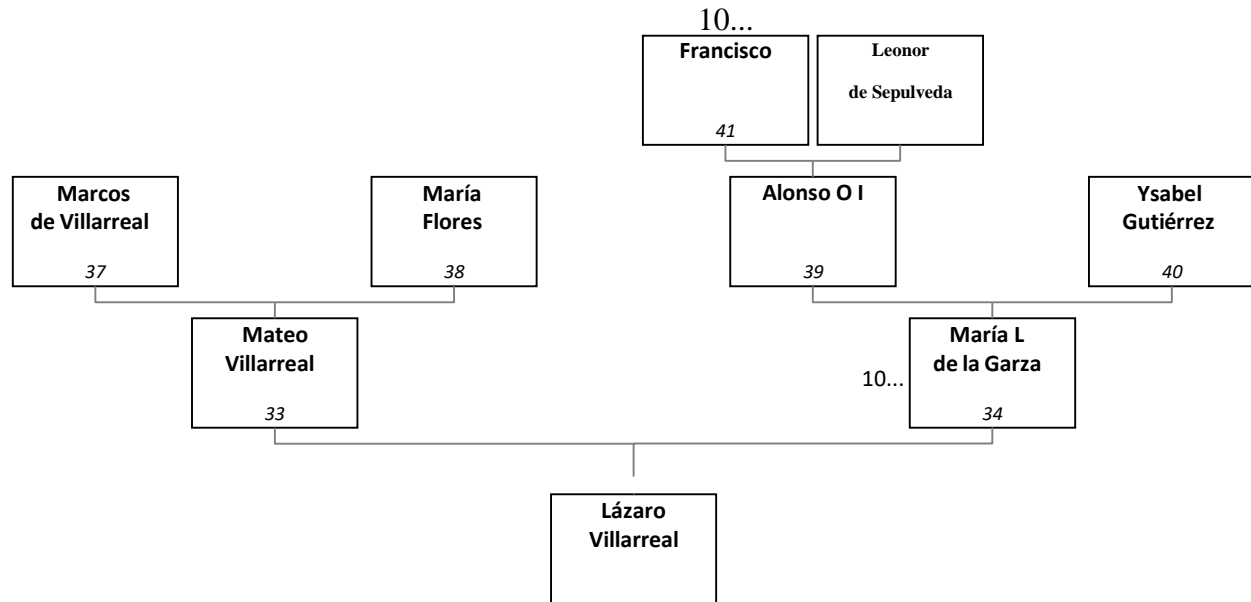 10...
Francisco
41
Leonor
de Sepulveda
Marcos
de Villarreal
37
María
Flores
38
Alonso O I
39
Ysabel
Gutiérrez
40
Mateo
Villarreal
33
10...
María L
de la Garza
34
Lázaro
Villarreal